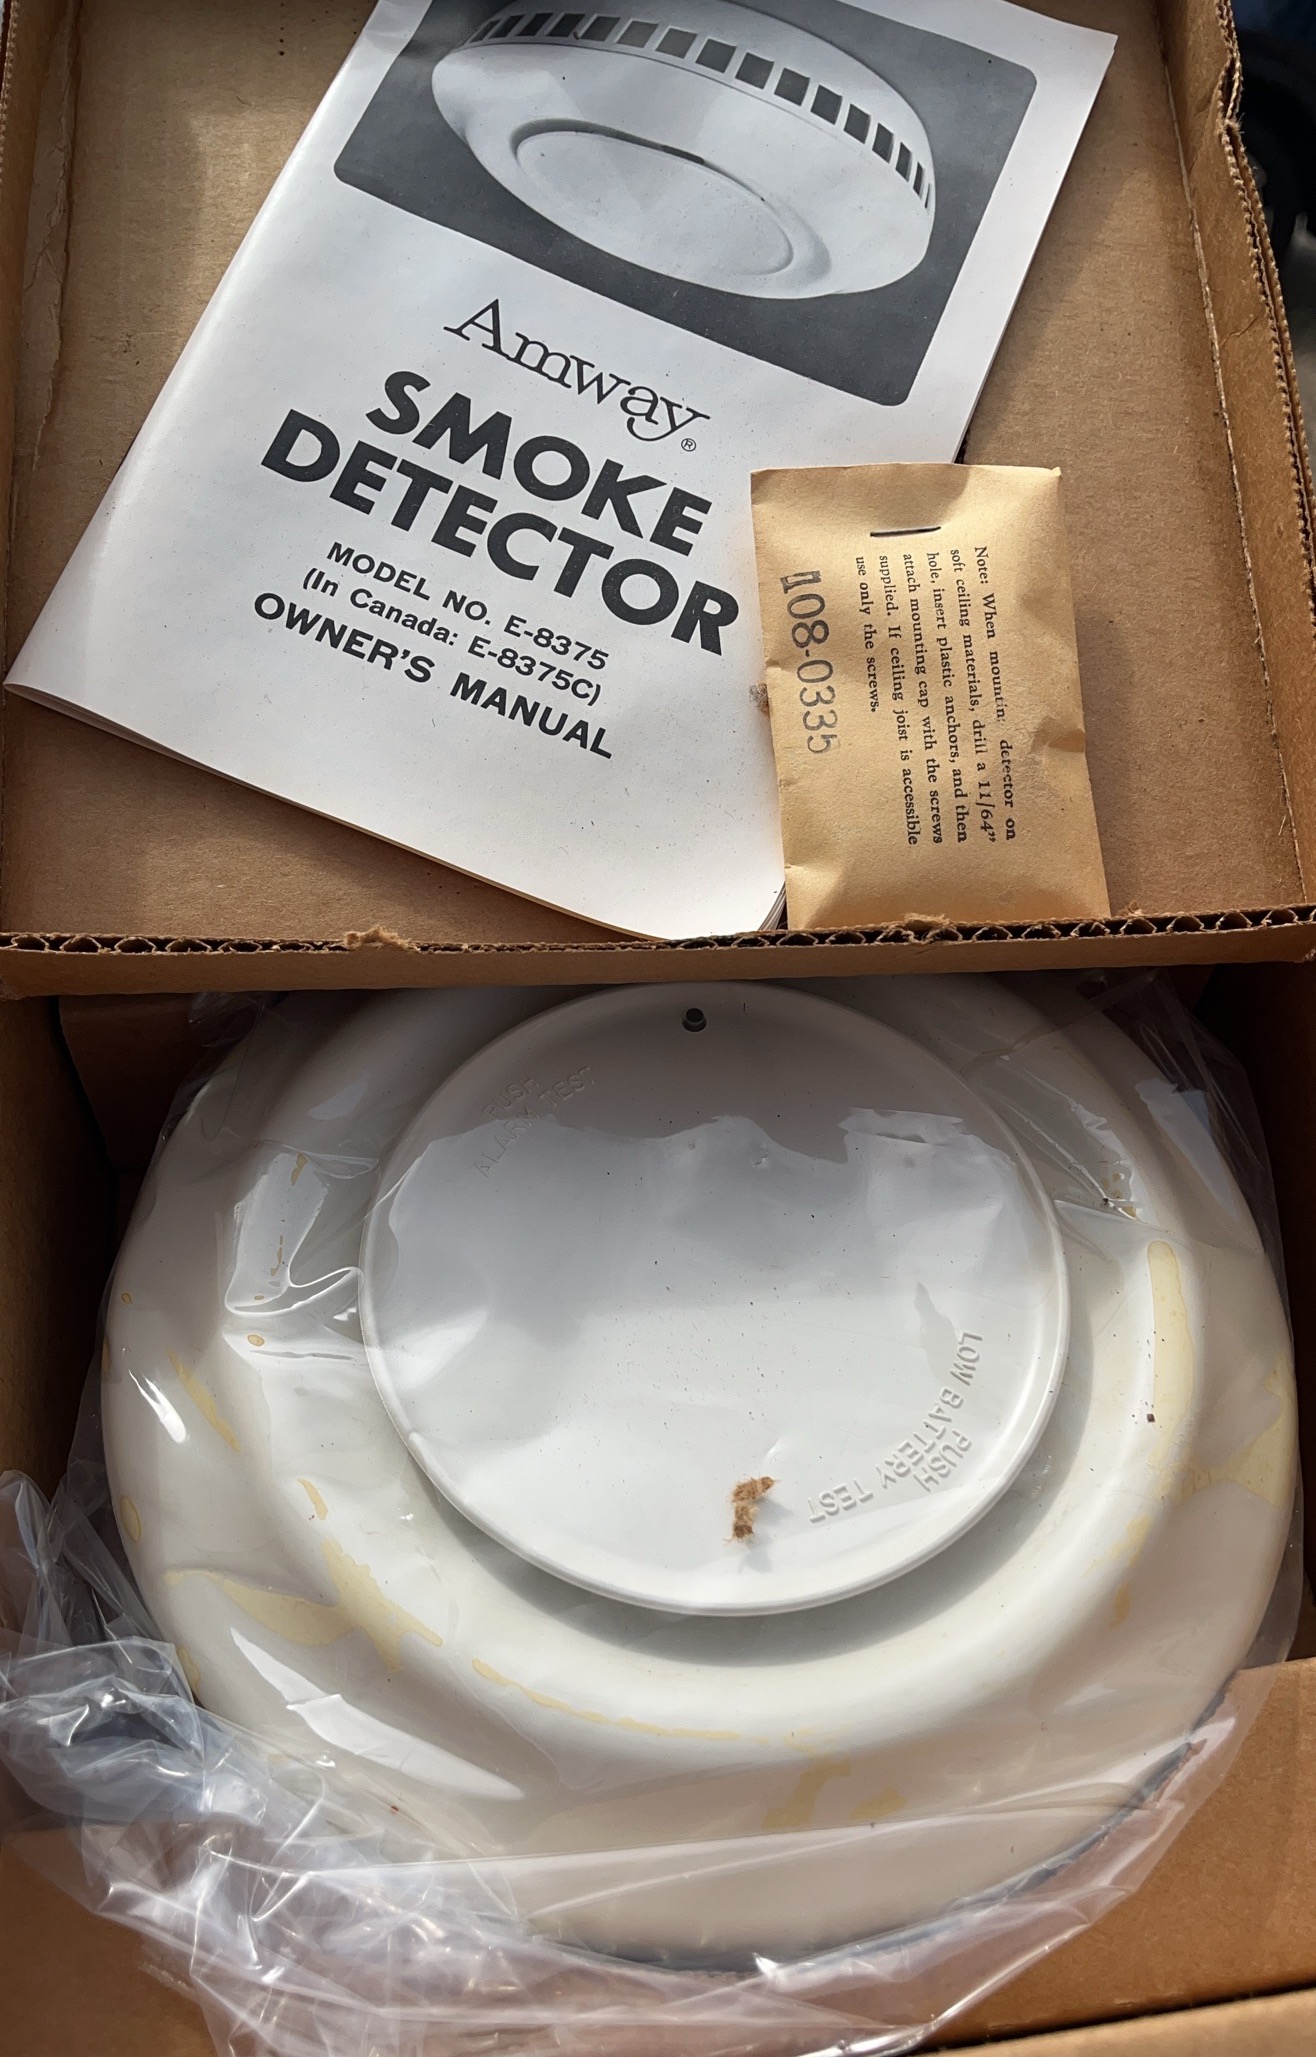 Amway®
SMOKE
DETECTOR
MODEL NO. E-8375
(In Canada: E-8375C)
OWNER'S MANUAL
Note: When mountin: detector on
soft ceiling materials, drill a 11/64”
hole, insert plastic anchors, and then
attach mounting cap with the screws
supplied. If ceiling joist is accessible
use only the screws.
108-0335
PUSH
ALARM TEST
PUSH
LOW BATTERY TEST